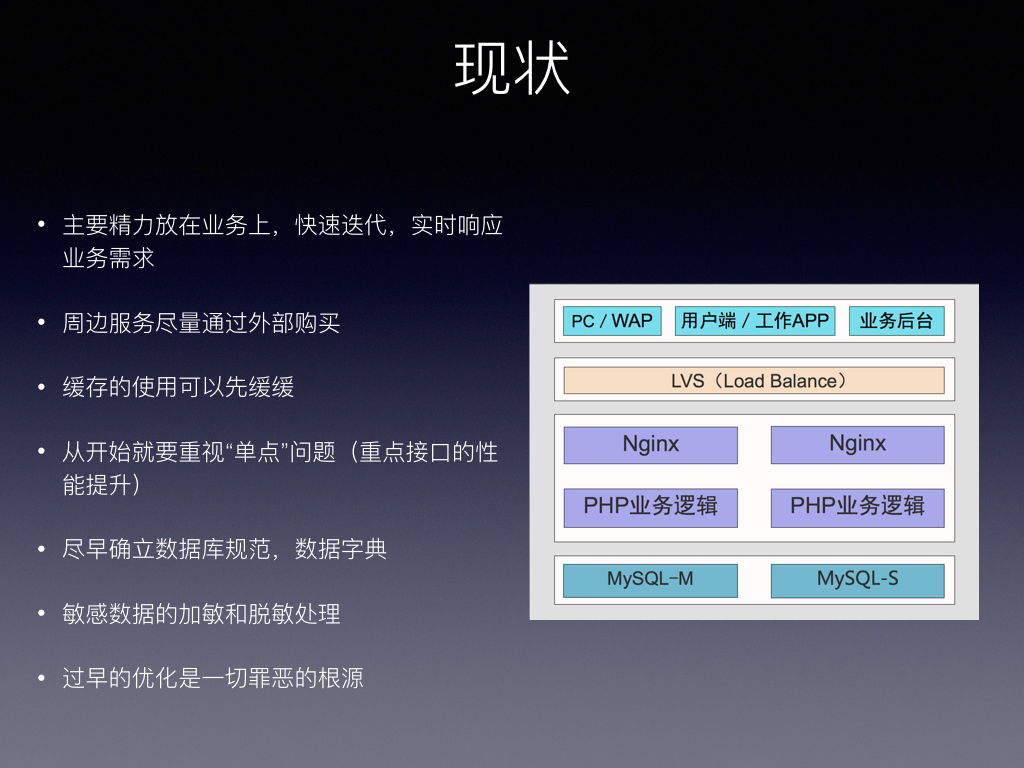 现状
• 主要精力放在业务上，快速迭代，实时响应
业务需求
• 周边服务尽量通过外部购买
• 缓存的使用可以先缓缓
• 从开始就要重视“单点”问题（重点接口的性
能提升）
• 尽早确立数据库规范，数据字典
• 敏感数据的加敏和脱敏处理
• 过早的优化是一切罪恶的根源
PC / WAP
用户端 / 工作APP
业务后台
LVS（Load Balance）
Nginx
Nginx
PHP业务逻辑
PHP业务逻辑
MySQL-M
MySQL-S